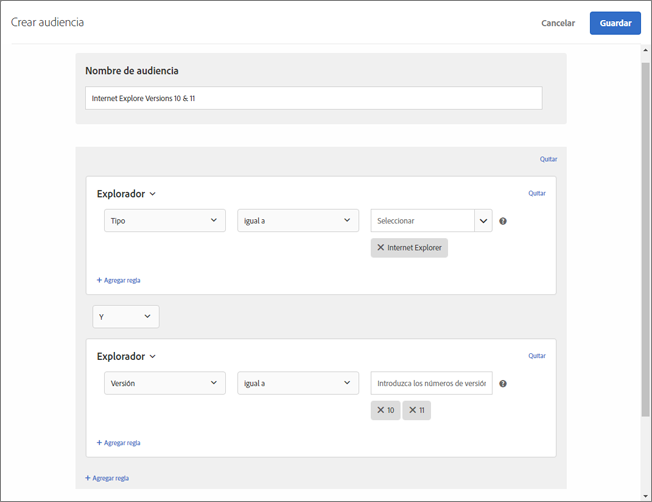 Crear audiencia
Cancelar
Guardar
Nombre de audiencia
Internet Explore Versions 10 & 11
Quitar
Explorador
Quitar
Tipo
igual a
Seleccionar
Internet Explorer
+ Agregar regla
Y
Explorador
Quitar
Versión
igual a
Introduzca los números de versión
10
11
+ Agregar regla
+ Agregar regla